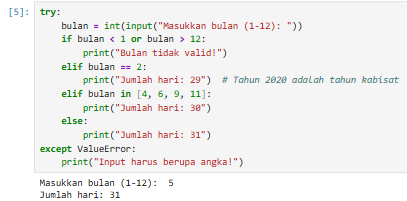 [5]: try:
    bulan = int(input("Masukkan bulan (1-12): "))
    if bulan < 1 or bulan > 12:
        print("Bulan tidak valid!")
    elif bulan == 2:
        print("Jumlah hari: 29")  # Tahun 2020 adalah tahun kabisat
    elif bulan in [4, 6, 9, 11]:
        print("Jumlah hari: 30")
    else:
        print("Jumlah hari: 31")
except ValueError:
    print("Input harus berupa angka!")
Masukkan bulan (1-12):  5
Jumlah hari: 31